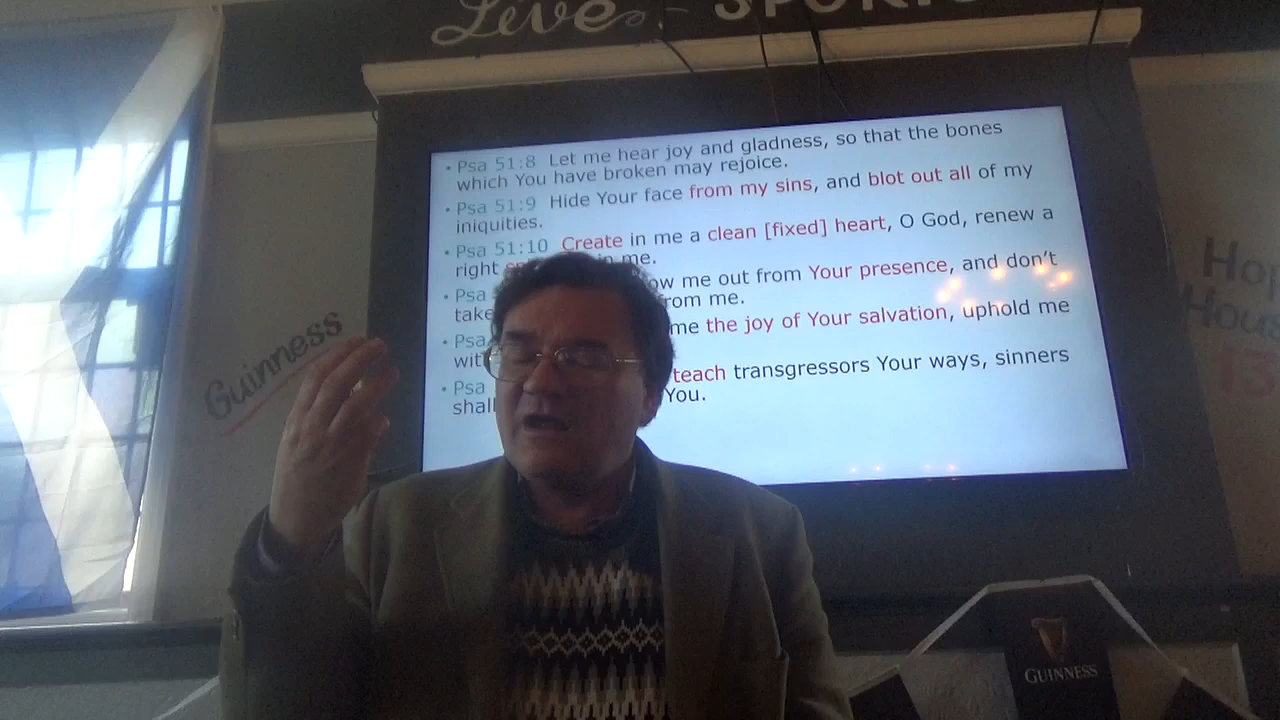 Live SPORTS
• Psa 51:8 Let me hear joy and gladness, so that the bones
which You have broken may rejoice.
• Psa 51:9 Hide Your face from my sins, and blot out all of my
iniquities.
• Psa 51:10 Create in me a clean [fixed] heart, O God, renew a
right in me.
• Psa me out from Your presence, and don't
take from me.
• Psa me the joy of Your salvation, uphold me
• Psa teach transgressors Your ways, sinners
shall You.
Guinness
House
13
GUINNESS